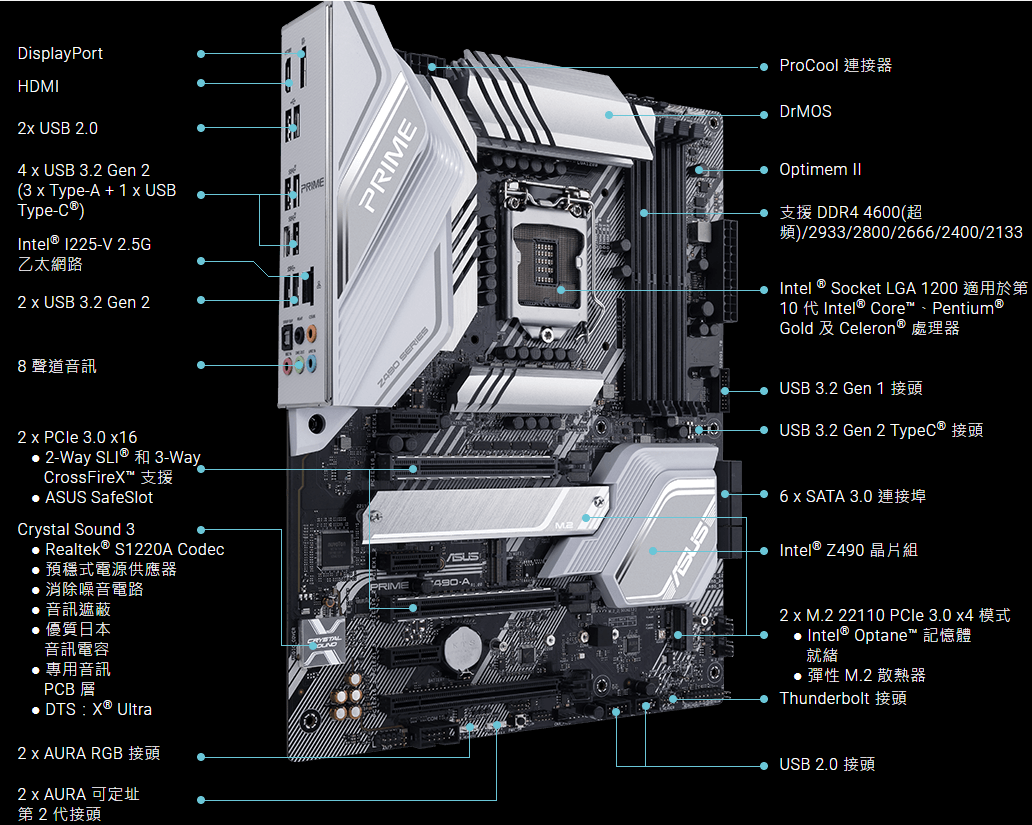 DisplayPort
HDMI
2x USB 2.0
4 x USB 3.2 Gen 2
(3 x Type-A + 1 x USB
Type-C®)
Intel® I225-V 2.5G
乙太網路
2 x USB 3.2 Gen 2
8 聲道音訊
2 x PCIe 3.0 x16
● 2-Way SLI® 和 3-Way
CrossFireX™ 支援
● ASUS SafeSlot
Crystal Sound 3
● Realtek® S1220A Codec
● 預穩式電源供應器
● 消除噪音電路
● 音訊遮蔽
● 優質日本
音訊電容
● 專用音訊
PCB 層
● DTS：X® Ultra
2 x AURA RGB 接頭
2 x AURA 可定址
第 2 代接頭
PRIME
PRIME
Z490 SERIES
M.2
ASUS
ASUS
PRIME Z490-A
CRYSTAL
SOUND
ProCool 連接器
DrMOS
Optimem II
支援 DDR4 4600(超
頻)/2933/2800/2666/2400/2133
Intel ® Socket LGA 1200 適用於第
10 代 Intel® Core™、Pentium®
Gold 及 Celeron® 處理器
USB 3.2 Gen 1 接頭
USB 3.2 Gen 2 TypeC® 接頭
6 x SATA 3.0 連接埠
Intel® Z490 晶片組
2 x M.2 22110 PCIe 3.0 x4 模式
● Intel® Optane™ 記憶體
就緒
● 彈性 M.2 散熱器
Thunderbolt 接頭
USB 2.0 接頭